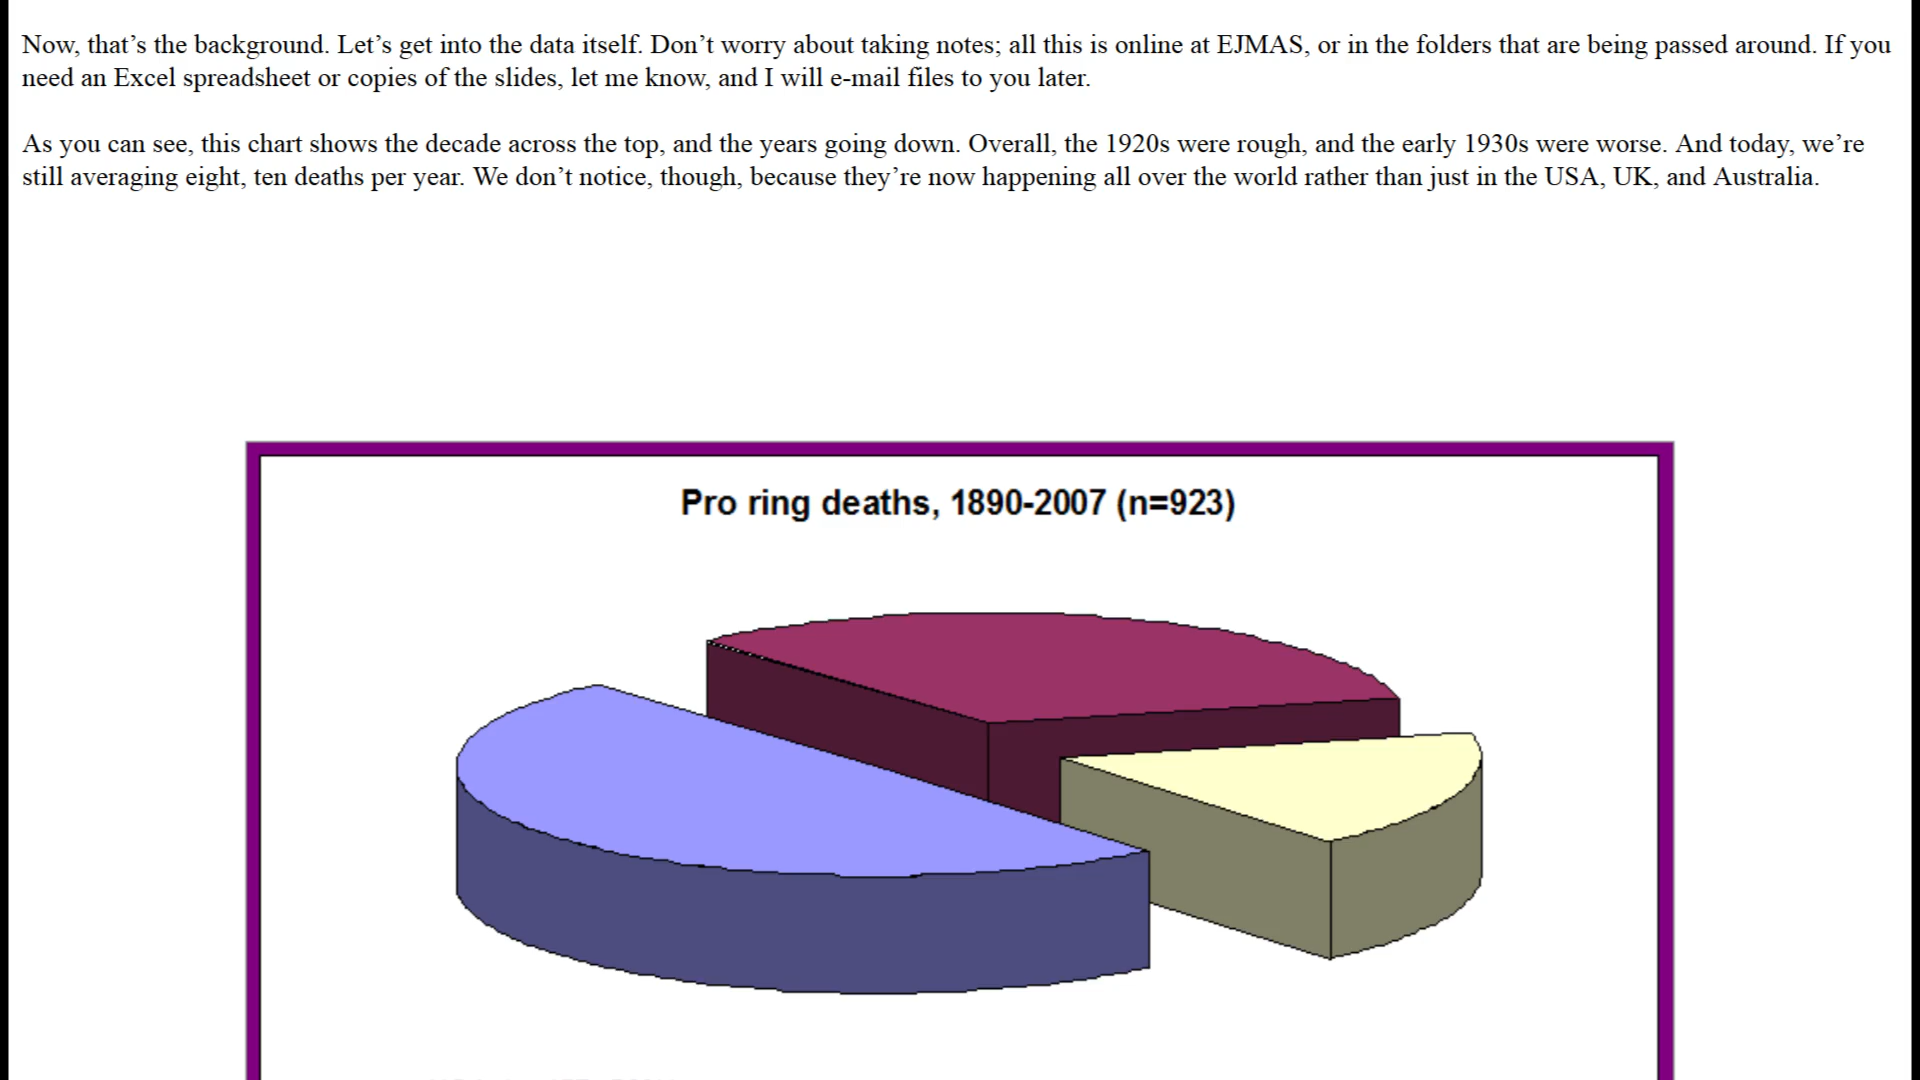 Now, that’s the background. Let’s get into the data itself. Don’t worry about taking notes; all this is online at EJMAS, or in the folders that are being passed around. If you
need an Excel spreadsheet or copies of the slides, let me know, and I will e-mail files to you later.
As you can see, this chart shows the decade across the top, and the years going down. Overall, the 1920s were rough, and the early 1930s were worse. And today, we’re
still averaging eight, ten deaths per year. We don’t notice, though, because they’re now happening all over the world rather than just in the USA, UK, and Australia.
Pro ring deaths, 1890-2007 (n=923)